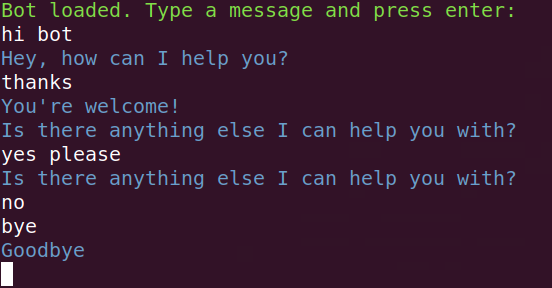 Bot loaded. Type a message and press enter:
hi bot
Hey, how can I help you?
thanks
You're welcome!
Is there anything else I can help you with?
yes please
Is there anything else I can help you with?
no
bye
Goodbye